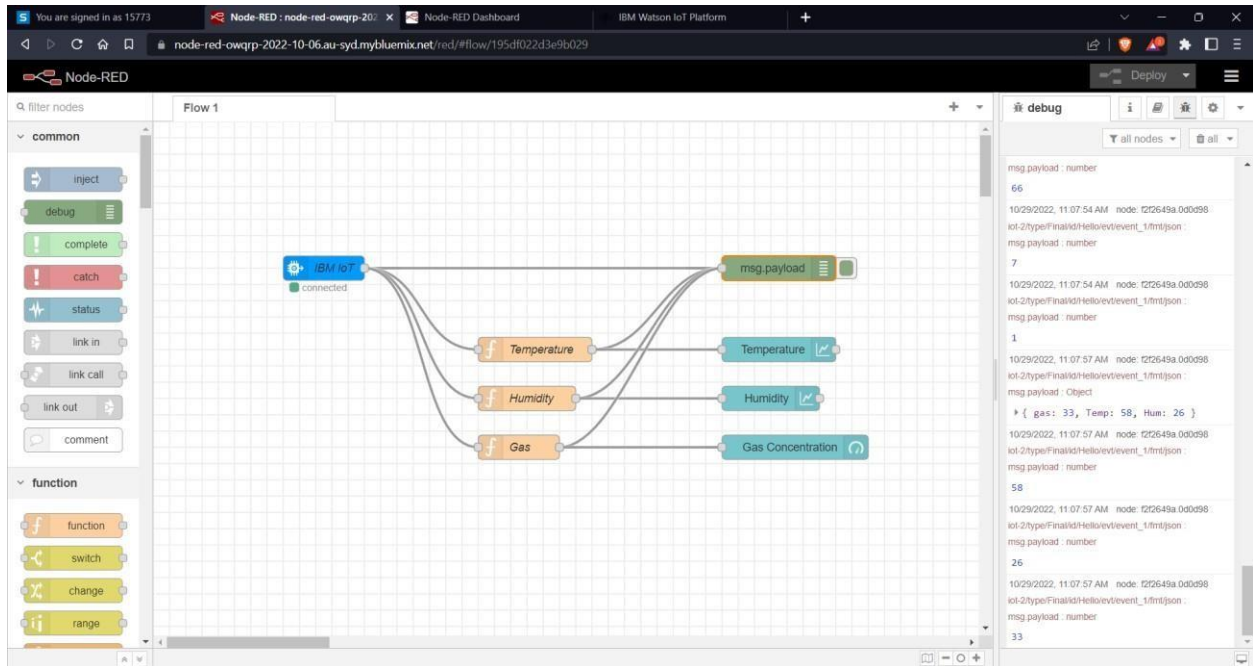 You are signed in as 15773
Node-RED : node-red-owqrp-202
Node-RED Dashboard
IBM Watson IoT Platform
node-red-owqrp-2022-10-06.au-syd.mybluemix.net/red/#flow/195df022d3e9b029
Node-RED
Deploy
filter nodes
common
inject
debug
complete
catch
status
link in
link call
link out
comment
function
function
switch
change
range
Flow 1
IBM IoT
connected
Temperature
Humidity
Gas
msg.payload
Temperature
Humidity
Gas Concentration
debug
all nodes
all
msg.payload : number
66
10/29/2022, 11:07:54 AM node: f2f2649a.0d0d98
iot-2/type/Final/id/Hello/evt/event_1/fmt/json :
msg.payload : number
7
10/29/2022, 11:07:54 AM node: f2f2649a.0d0d98
iot-2/type/Final/id/Hello/evt/event_1/fmt/json :
msg.payload : number
1
10/29/2022, 11:07:57 AM node: f2f2649a.0d0d98
iot-2/type/Final/id/Hello/evt/event_1/fmt/json :
msg.payload : Object
{ gas: 33, Temp: 58, Hum: 26 }
10/29/2022, 11:07:57 AM node: f2f2649a.0d0d98
iot-2/type/Final/id/Hello/evt/event_1/fmt/json :
msg.payload : number
58
10/29/2022, 11:07:57 AM node: f2f2649a.0d0d98
iot-2/type/Final/id/Hello/evt/event_1/fmt/json :
msg.payload : number
26
10/29/2022, 11:07:57 AM node: f2f2649a.0d0d98
iot-2/type/Final/id/Hello/evt/event_1/fmt/json :
msg.payload : number
33